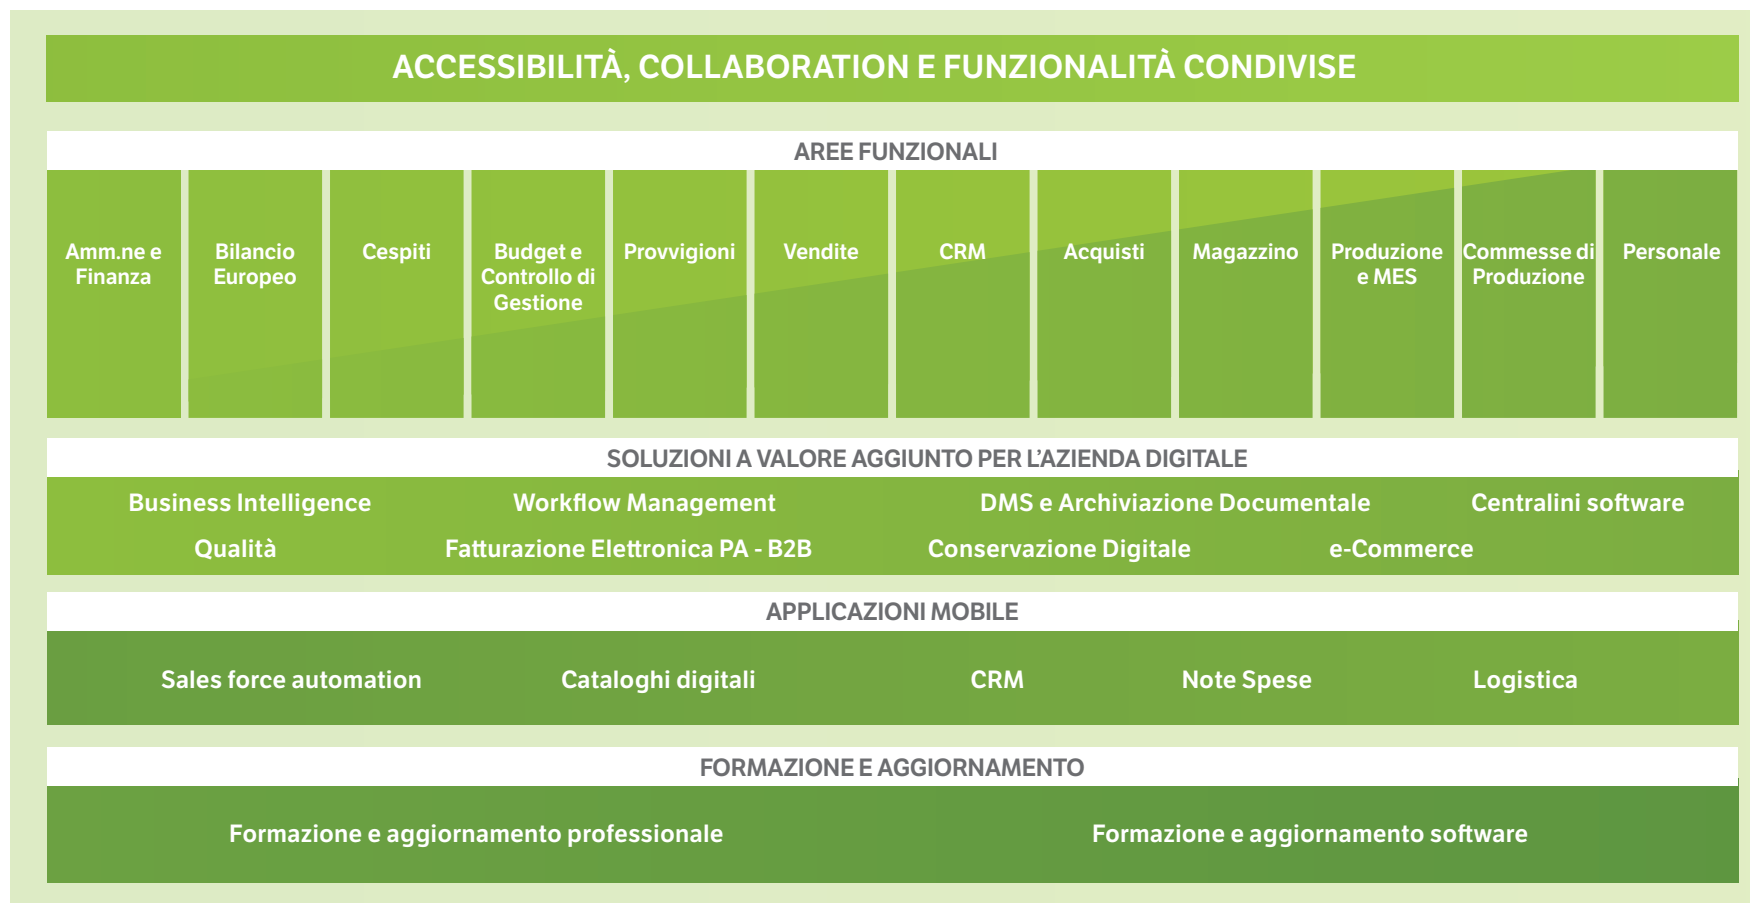 ACCESSIBILITÀ, COLLABORATION E FUNZIONALITÀ CONDIVISE
AREE FUNZIONALI
Amm.ne e
Finanza
Bilancio
Europeo
Cespiti
Budget e
Controllo di
Gestione
Provvigioni
Vendite
CRM
Acquisti
Magazzino
Produzione
e MES
Commesse di
Produzione
Personale
SOLUZIONI A VALORE AGGIUNTO PER L'AZIENDA DIGITALE
Business Intelligence
Workflow Management
DMS e Archiviazione Documentale
Centralini software
Qualità
Fatturazione Elettronica PA - B2B
Conservazione Digitale
e-Commerce
APPLICAZIONI MOBILE
Sales force automation
Cataloghi digitali
CRM
Note Spese
Logistica
FORMAZIONE E AGGIORNAMENTO
Formazione e aggiornamento professionale
Formazione e aggiornamento software